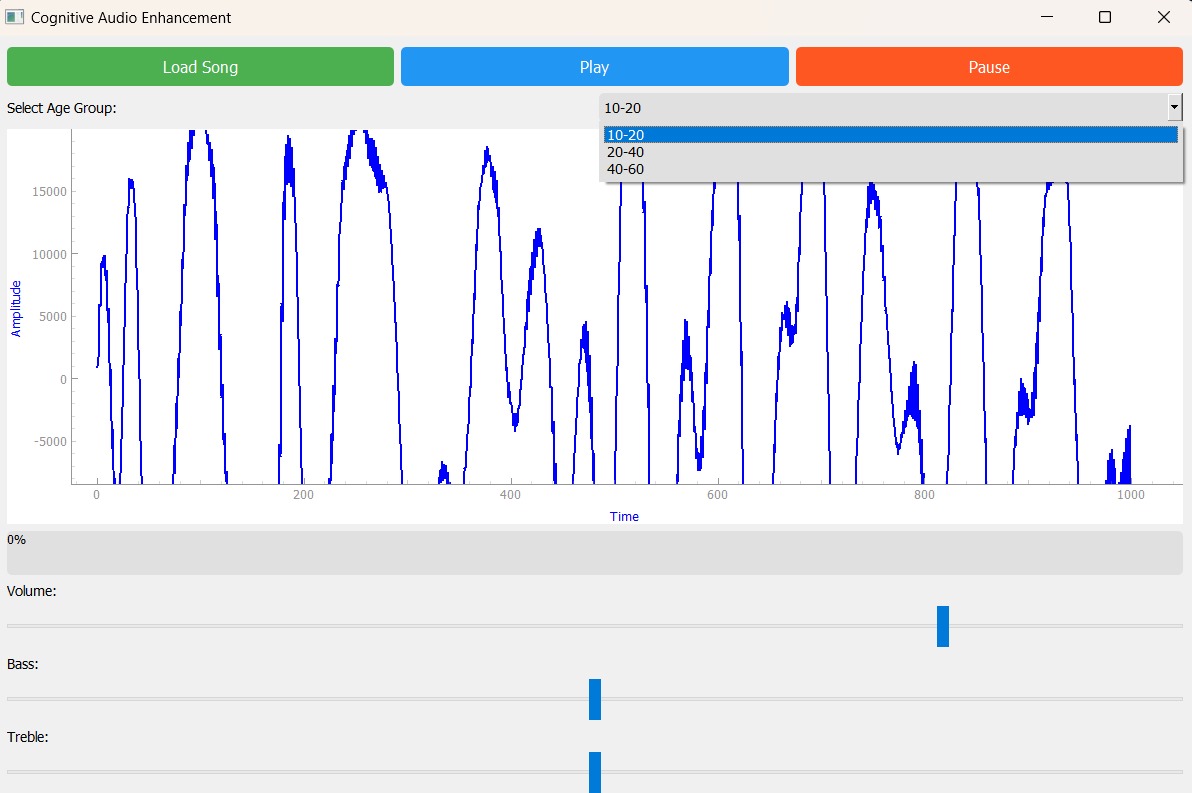 Cognitive Audio Enhancement
Load Song Play Pause
Select Age Group: 10-20
10-20
20-40
40-60
15000
10000
5000
0
-5000
Amplitude
0 200 400 600 800 1000
Time
0%
Volume:
Bass:
Treble: